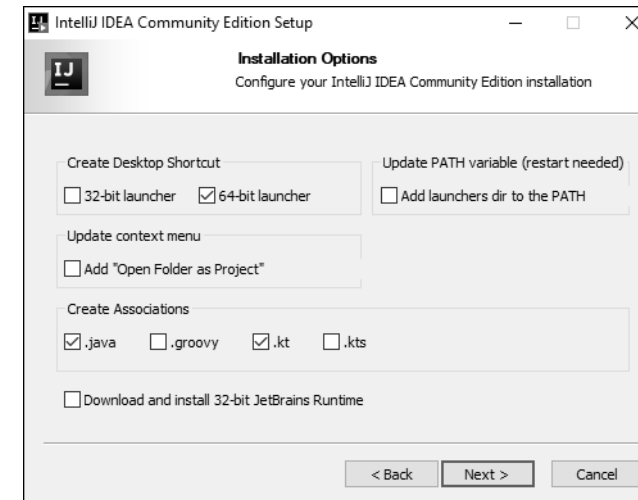 IntelliJ IDEA Community Edition Setup
IJ
Installation Options
Configure your IntelliJ IDEA Community Edition installation
Create Desktop Shortcut
Update PATH variable (restart needed)
32-bit launcher 64-bit launcher
Add launchers dir to the PATH
Update context menu
Add "Open Folder as Project"
Create Associations
.java .groovy .kt .kts
Download and install 32-bit JetBrains Runtime
< Back Next > Cancel